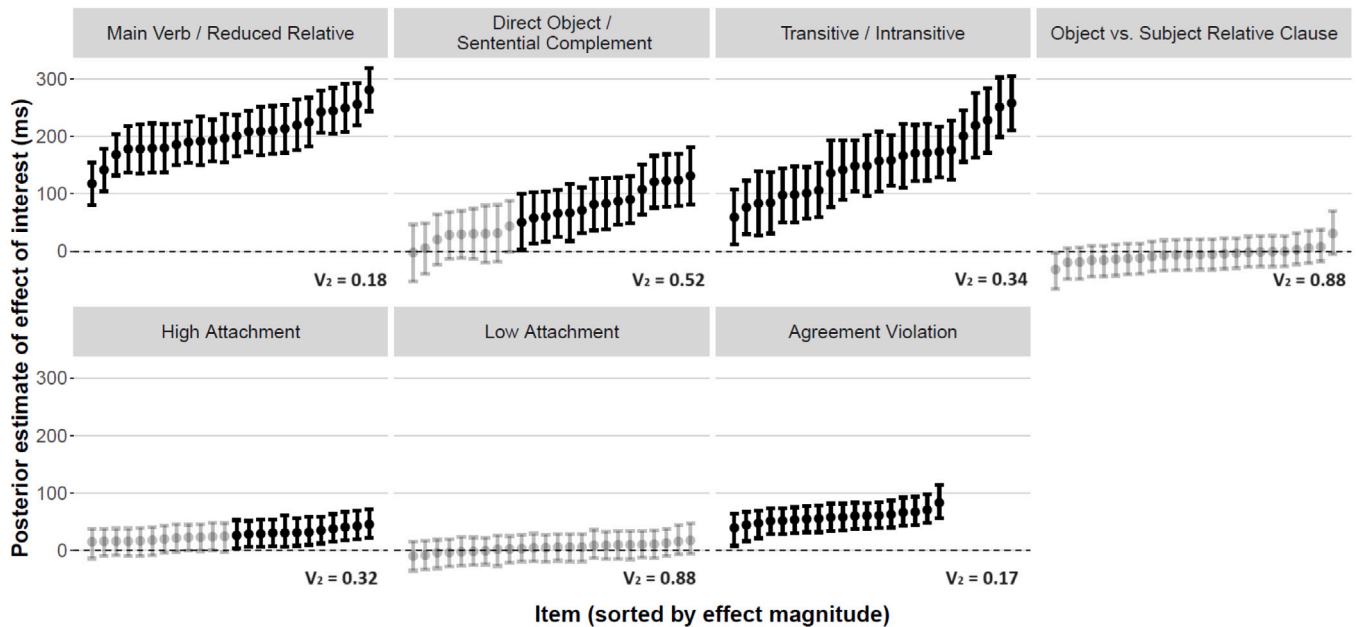 Main Verb / Reduced Relative
Direct Object /
Sentential Complement
Transitive / Intransitive
Object vs. Subject Relative Clause
300
200
100
0
V₂ = 0.18
V₂ = 0.52
V₂ = 0.34
V₂ = 0.88
High Attachment
Low Attachment
Agreement Violation
300
200
100
0
V₂ = 0.32
V₂ = 0.88
V₂ = 0.17
Posterior estimate of effect of interest (ms)
Item (sorted by effect magnitude)